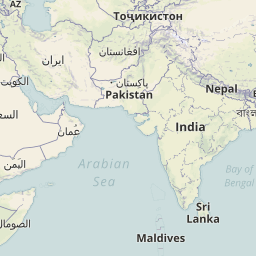 AZ
Тоҷикистон
افغانستان
ایران
پاکستان
Pakistan
Nepal
الكويت
বাংলা
عمان
India
السعو
Arabian
Sea
اليمن
Bay of
Bengal
الصومال
Sri
Lanka
Maldives